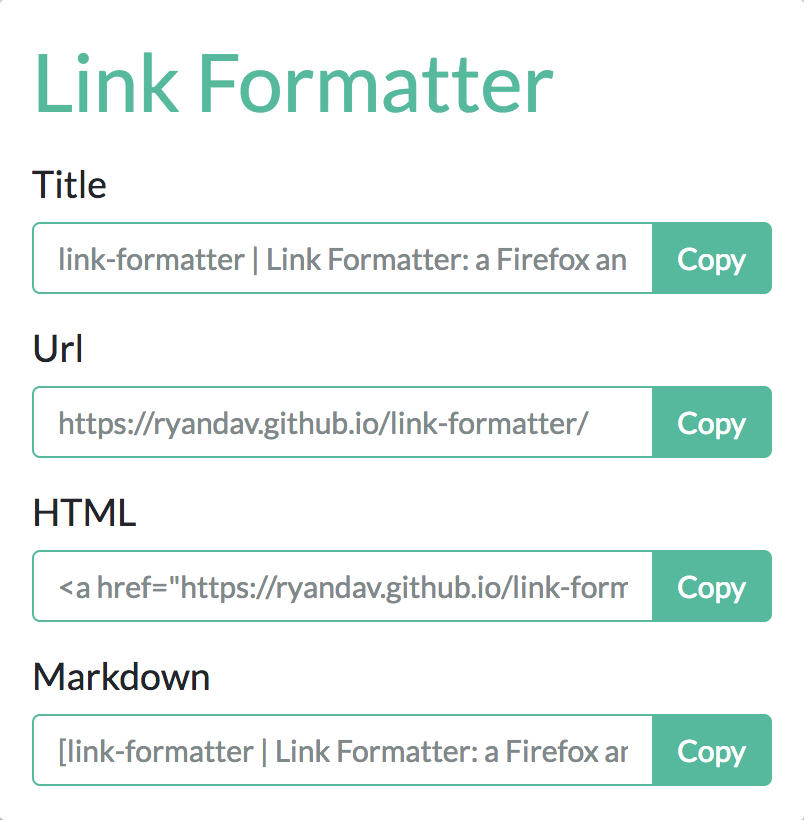 Link Formatter
Title
link-formatter | Link Formatter: a Firefox an
Copy
Url
https://ryandav.github.io/link-formatter/
Copy
HTML
<a href="https://ryandav.github.io/link-form
Copy
Markdown
[link-formatter | Link Formatter: a Firefox an
Copy